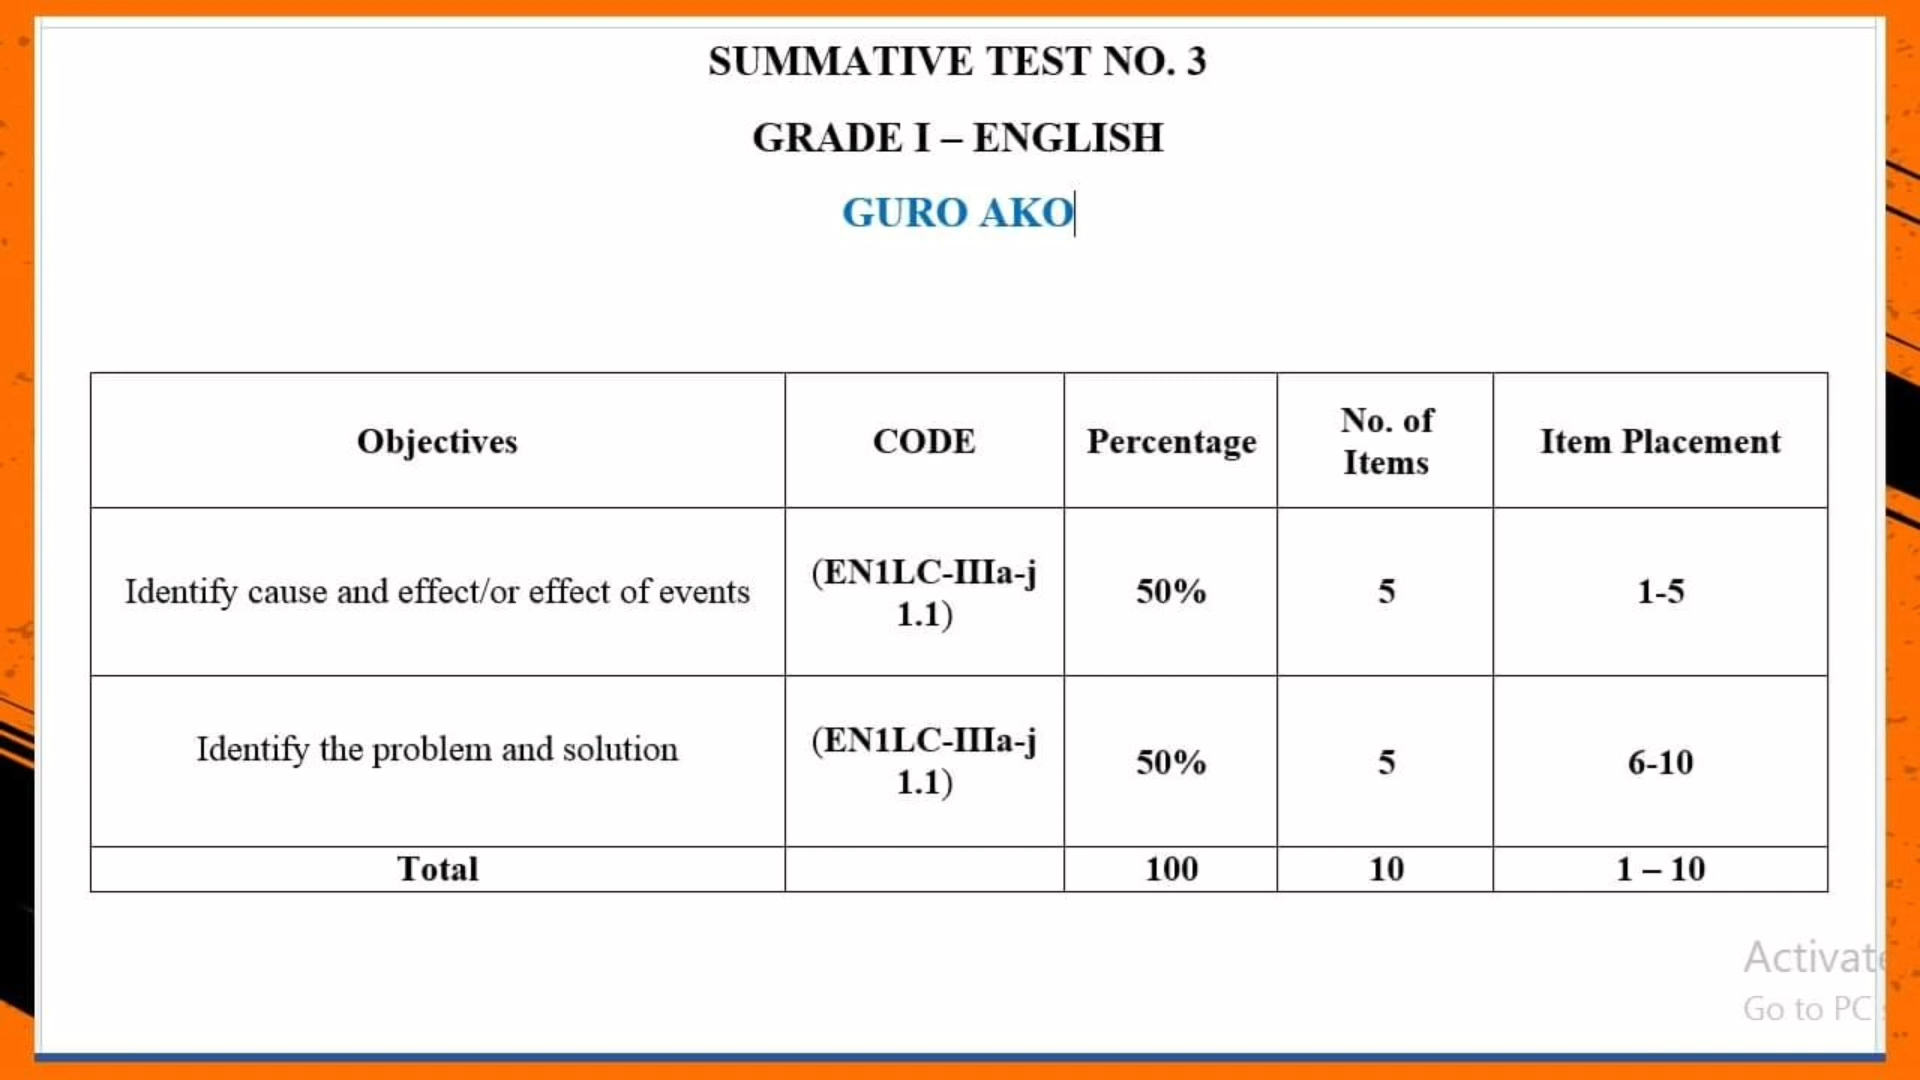 SUMMATIVE TEST NO. 3
GRADE I – ENGLISH
GURO AKO
Objectives CODE Percentage No. of Items Item Placement
Identify cause and effect/or effect of events (EN1LC-IIIa-j 1.1) 50% 5 1-5
Identify the problem and solution (EN1LC-IIIa-j 1.1) 50% 5 6-10
Total 100 10 1 – 10
Activate
Go to PC